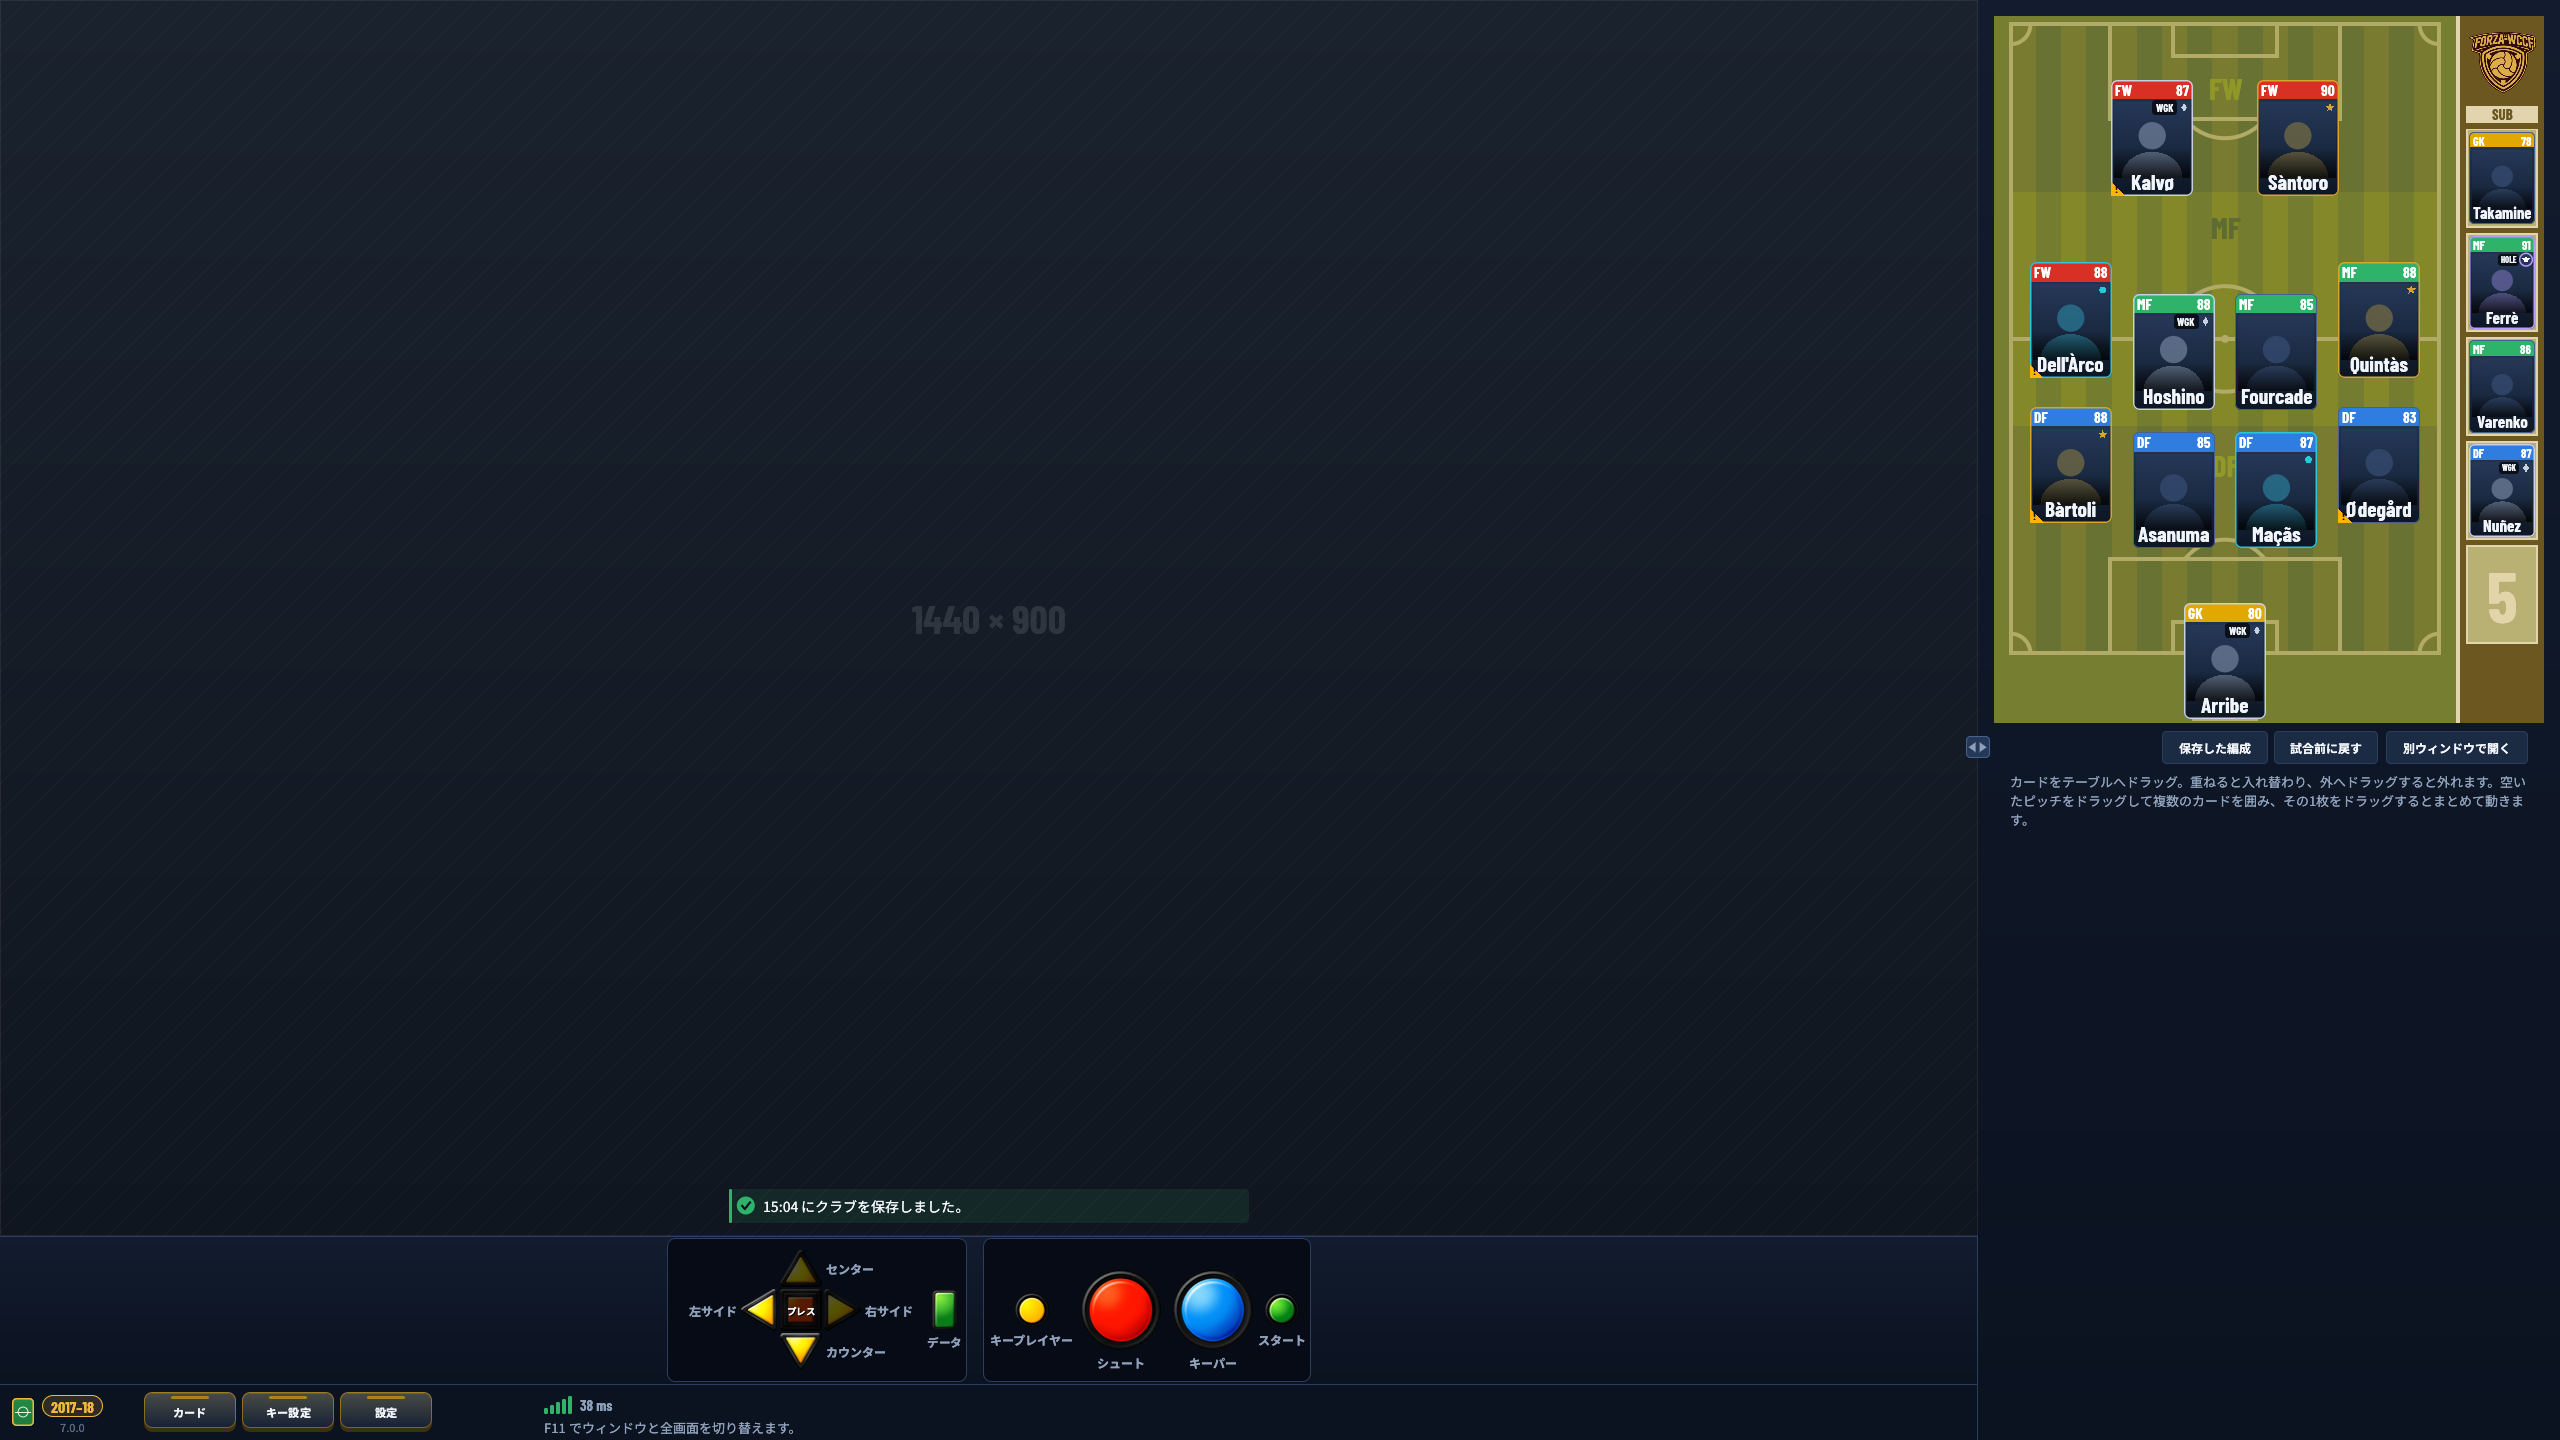 1440 × 900
15:04 にクラブを保存しました。
センター
左サイド
プレス
右サイド
カウンター
データ
キープレイヤー
シュート
キーパー
スタート
2017-18
7.0.0
カード
キー設定
設定
38 ms
F11 でウィンドウと全画面を切り替えます。
FORZA-WCCF
SUB
FW
FW 87
WGK
Kalvø
FW 90
Sàntoro
MF
FW 88
Dell'Àrco
MF 88
WGK
Hoshino
MF 85
Fourcade
MF 88
Quintàs
DF
DF 88
Bàrtoli
DF 85
Asanuma
DF 87
Maçãs
DF 83
Ødegård
GK 80
WGK
Arribe
GK 78
Takamine
MF 91
HOLE
Ferrè
MF 86
Varenko
DF 87
WGK
Nuñez
5
保存した編成
試合前に戻す
別ウィンドウで開く
カードをテーブルへドラッグ。重ねると入れ替わり、外へドラッグすると外れます。空い
たピッチをドラッグして複数のカードを囲み、その1枚をドラッグするとまとめて動きま
す。